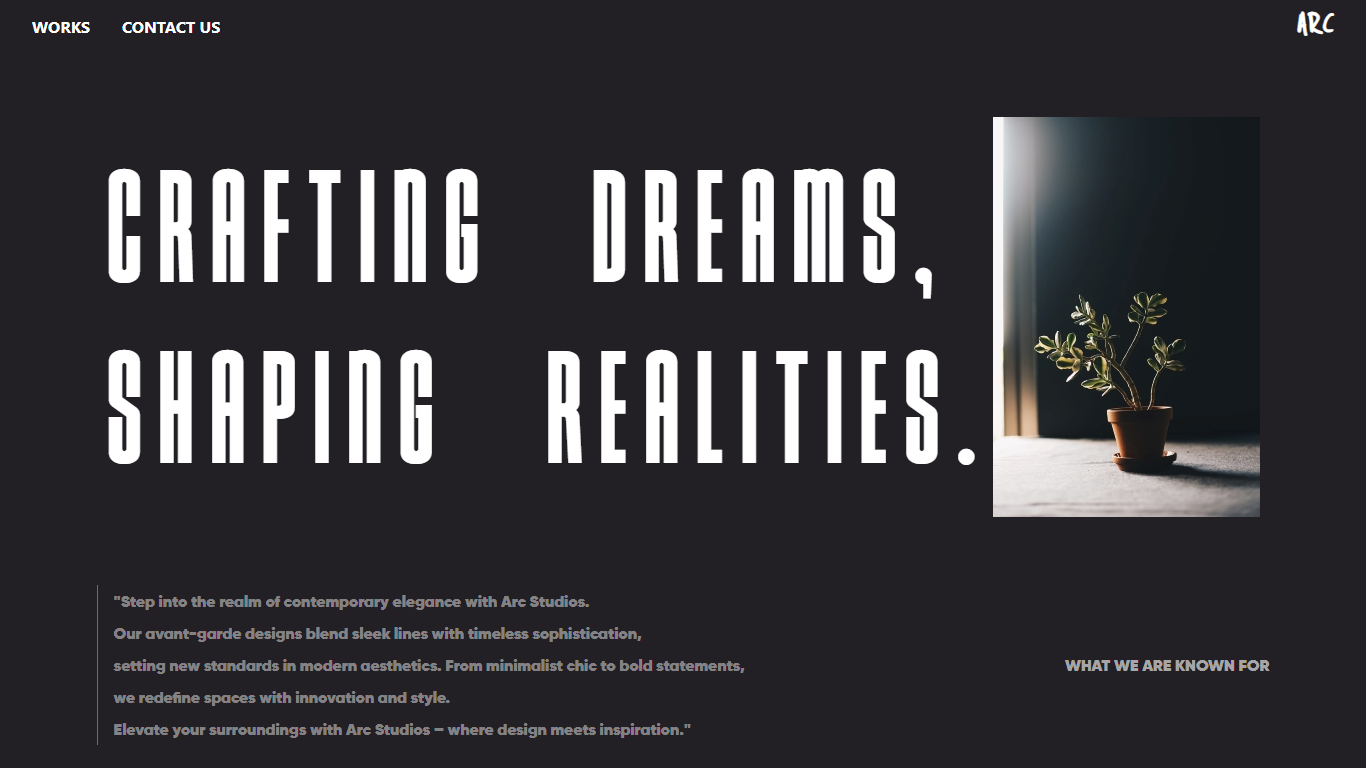 WORKS CONTACT US ARC
CRAFTING DREAMS,
SHAPING REALITIES.
"Step into the realm of contemporary elegance with Arc Studios.
Our avant-garde designs blend sleek lines with timeless sophistication,
setting new standards in modern aesthetics. From minimalist chic to bold statements,
we redefine spaces with innovation and style.
Elevate your surroundings with Arc Studios – where design meets inspiration."
WHAT WE ARE KNOWN FOR